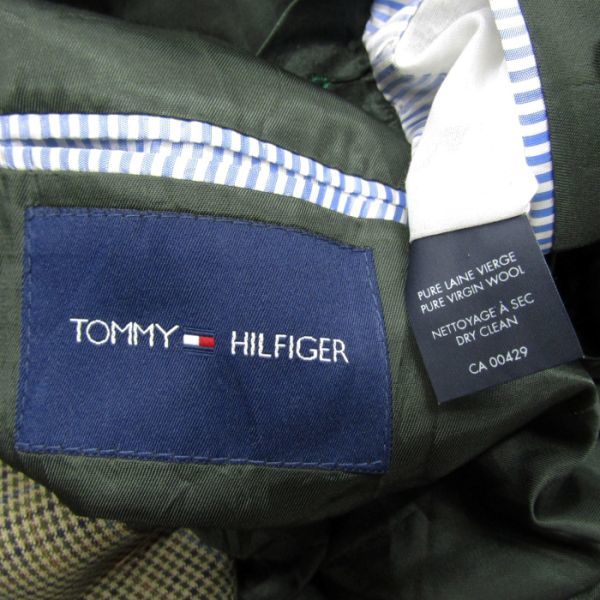 TOMMY HILFIGER
PURE LAINE VIERGE
PURE VIRGIN WOOL
NETTOYAGE À SEC
DRY CLEAN
CA 00429